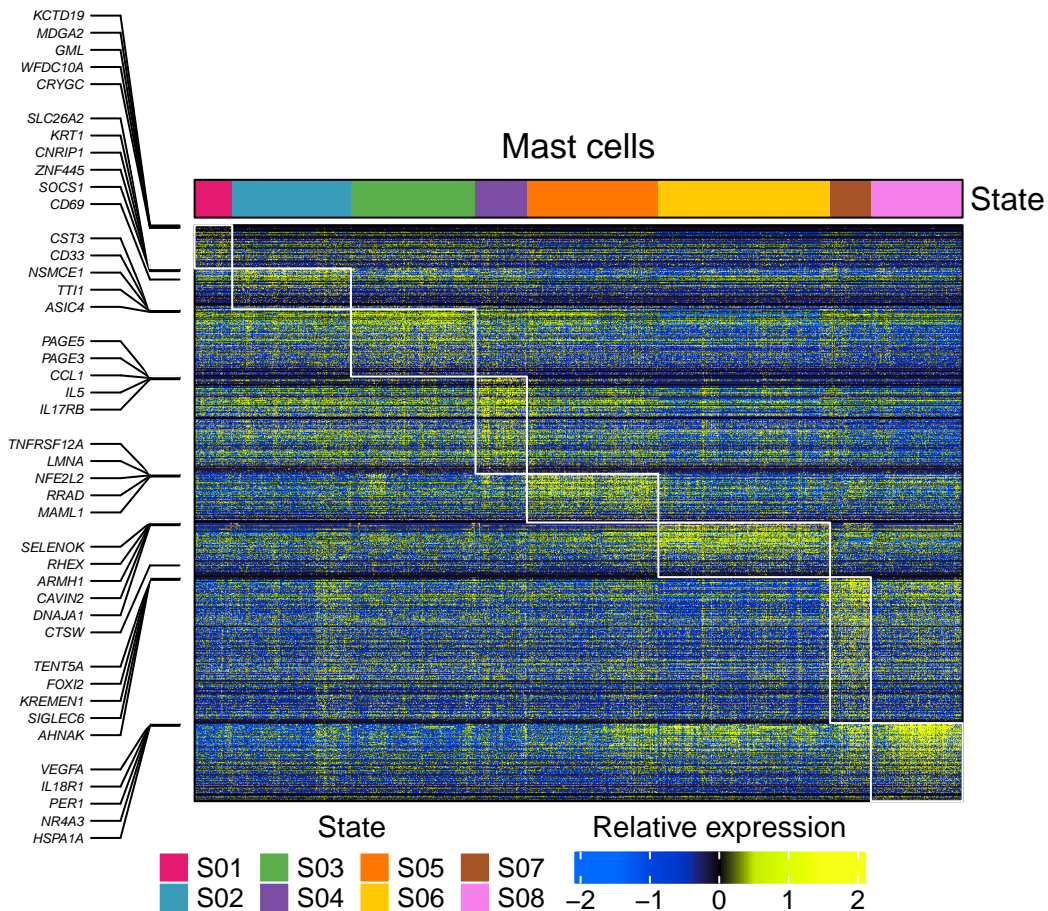 KCTD19
MDGA2
GML
WFDC10A
CRYGC
SLC26A2
KRT1
CNRIP1
ZNF445
SOCS1
CD69
CST3
CD33
NSMCE1
TTI1
ASIC4
PAGE5
PAGE3
CCL1
IL5
IL17RB
TNFRSF12A
LMNA
NFE2L2
RRAD
MAML1
SELENOK
RHEX
ARMH1
CAVIN2
DNAJA1
CTSW
TENT5A
FOXI2
KREMEN1
SIGLEC6
AHNAK
VEGFA
IL18R1
PER1
NR4A3
HSPA1A
Mast cells
State
State
S01 S03 S05 S07
S02 S04 S06 S08
Relative expression
−2 −1 0 1 2